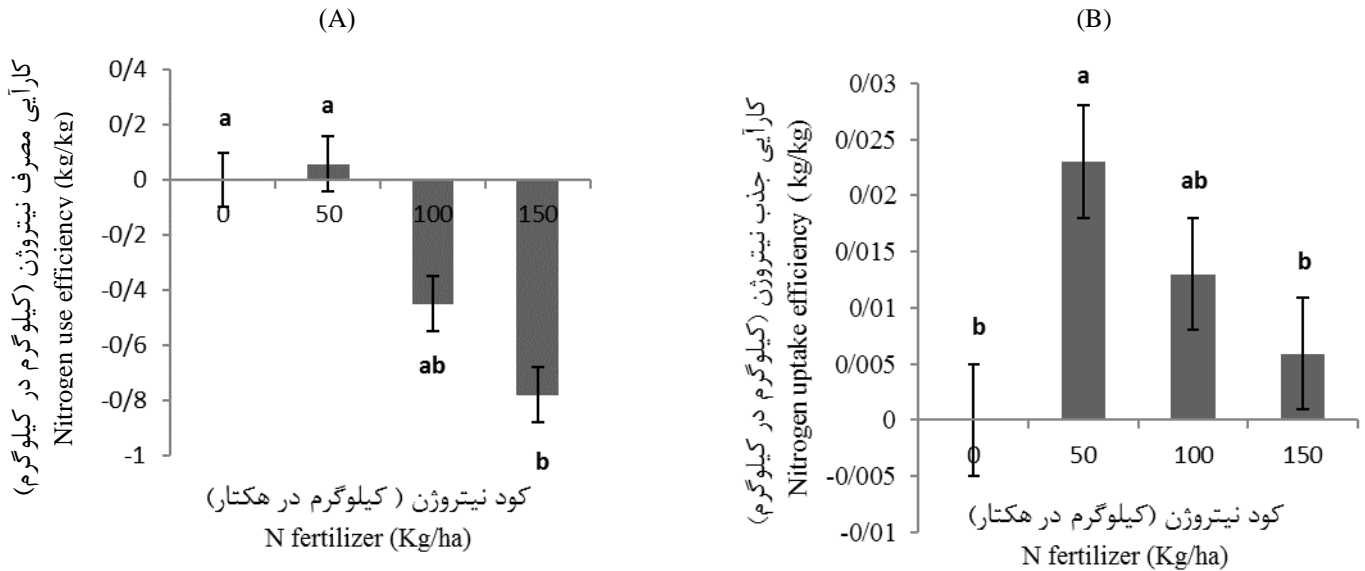 (A)
کارآیی مصرف نیتروژن (کیلوگرم در کیلوگرم)
Nitrogen use efficiency (kg/kg)
0/4
0/2
0
-0/2
-0/4
-0/6
-0/8
-1
a
a
ab
b
0 50 100 150
کود نیتروژن ( کیلوگرم در هکتار)
N fertilizer (Kg/ha)
(B)
کارآیی جذب نیتروژن (کیلوگرم در کیلوگرم)
Nitrogen uptake efficiency ( kg/kg)
0/03
0/025
0/02
0/015
0/01
0/005
0
-0/005
-0/01
b
a
ab
b
0 50 100 150
کود نیتروژن (کیلوگرم در هکتار)
N fertilizer (Kg/ha)